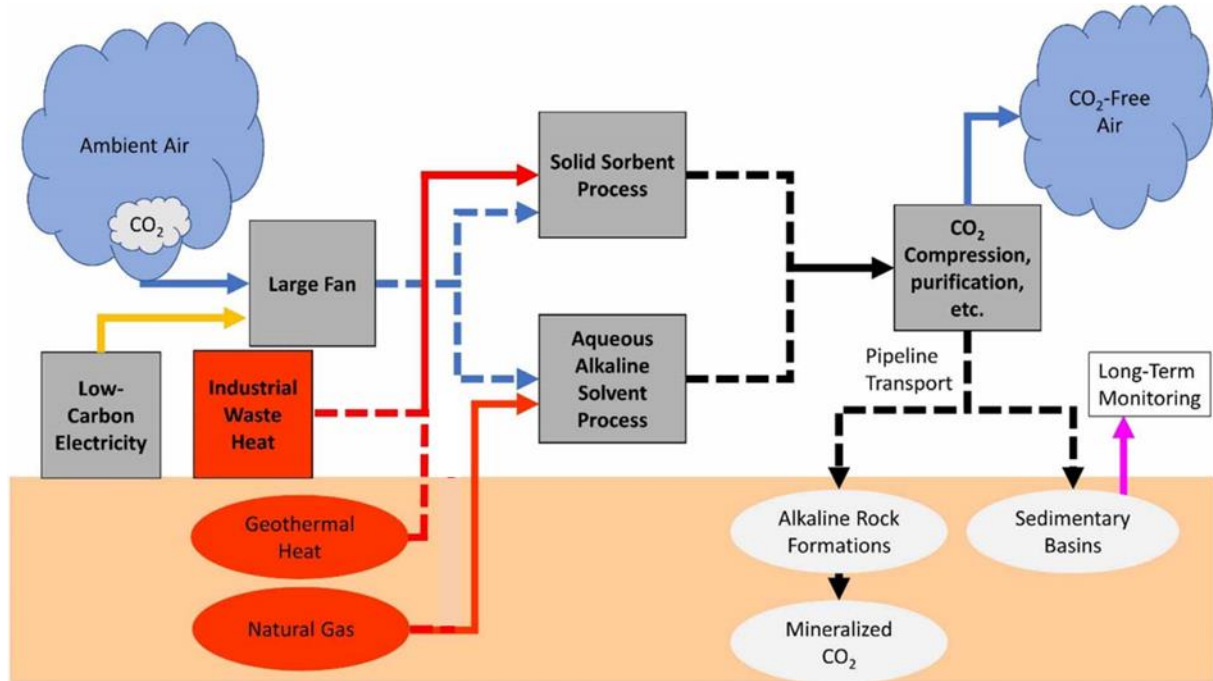 Ambient Air
CO₂
Large Fan
Low-
Carbon
Electricity
Industrial
Waste
Heat
Geothermal
Heat
Natural Gas
Solid Sorbent
Process
Aqueous
Alkaline
Solvent
Process
CO₂-Free
Air
CO₂
Compression,
purification,
etc.
Pipeline
Transport
Long-Term
Monitoring
Alkaline Rock
Formations
Sedimentary
Basins
Mineralized
CO₂